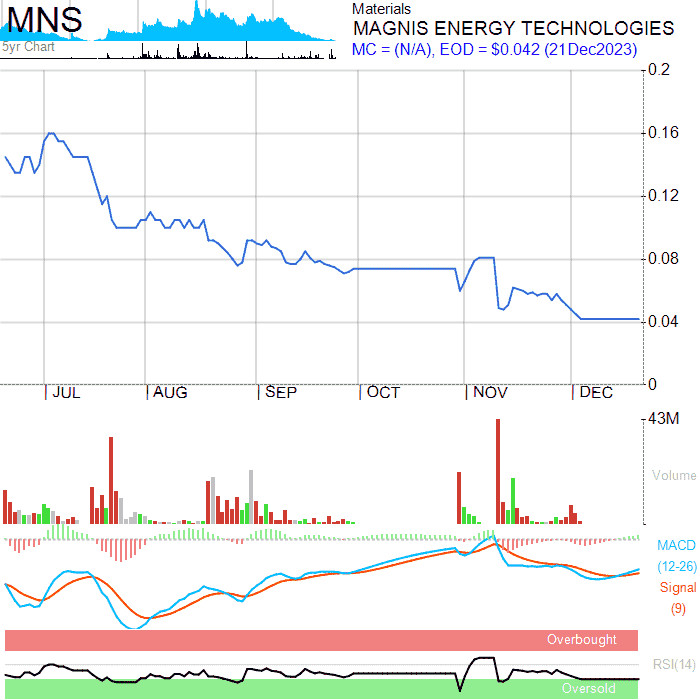 MNS
5yr Chart
Materials
MAGNIS ENERGY TECHNOLOGIES
MC = (N/A), EOD = $0.042 (21Dec2023)
0.2
0.16
0.12
0.08
0.04
0
JUL AUG SEP OCT NOV DEC
43M
Volume
MACD
(12-26)
Signal
(9)
Overbought
RSI(14)
Oversold